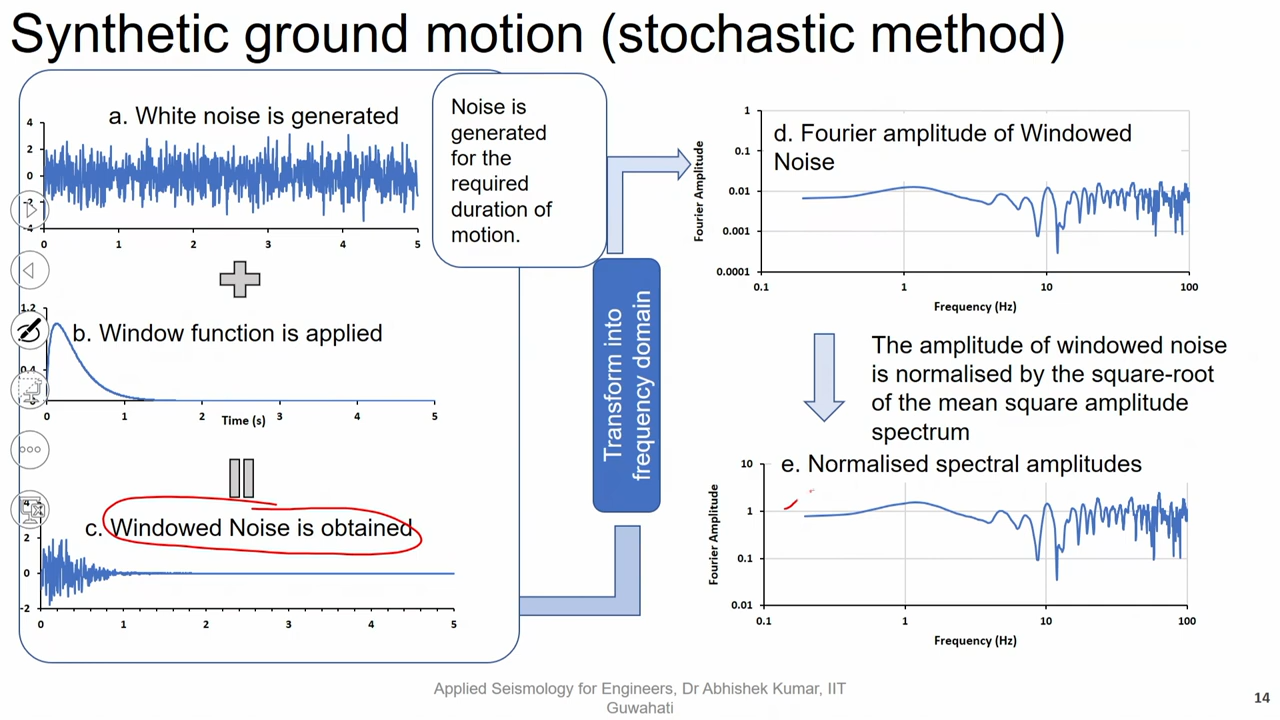 Synthetic ground motion (stochastic method)
a. White noise is generated
4
2
0
-2
4
0 1 2 3 4 5
Noise is
generated
for the
required
duration of
motion.
1.2
b. Window function is applied
0.4
0 1 2 3 4 5
Time (s)
4
c. Windowed Noise is obtained
2
0
-2
0 1 2 3 4 5
Transform into
frequency domain
d. Fourier amplitude of Windowed
Noise
Fourier Amplitude
1
0.1
0.01
0.001
0.0001
0.1 1 10 100
Frequency (Hz)
The amplitude of windowed noise
is normalised by the square-root
of the mean square amplitude
spectrum
e. Normalised spectral amplitudes
Fourier Amplitude
10
1
0.1
0.01
0.1 1 10 100
Frequency (Hz)
Applied Seismology for Engineers, Dr Abhishek Kumar, IIT
Guwahati
14